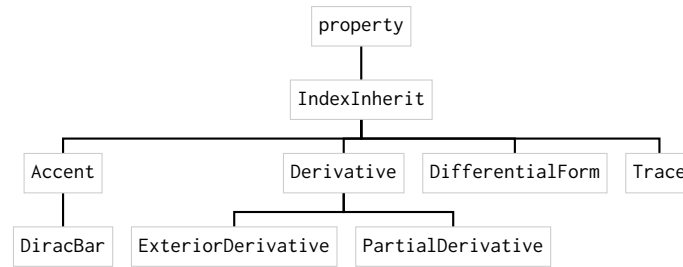 property
IndexInherit
Accent Derivative DifferentialForm Trace
DiracBar ExteriorDerivative PartialDerivative